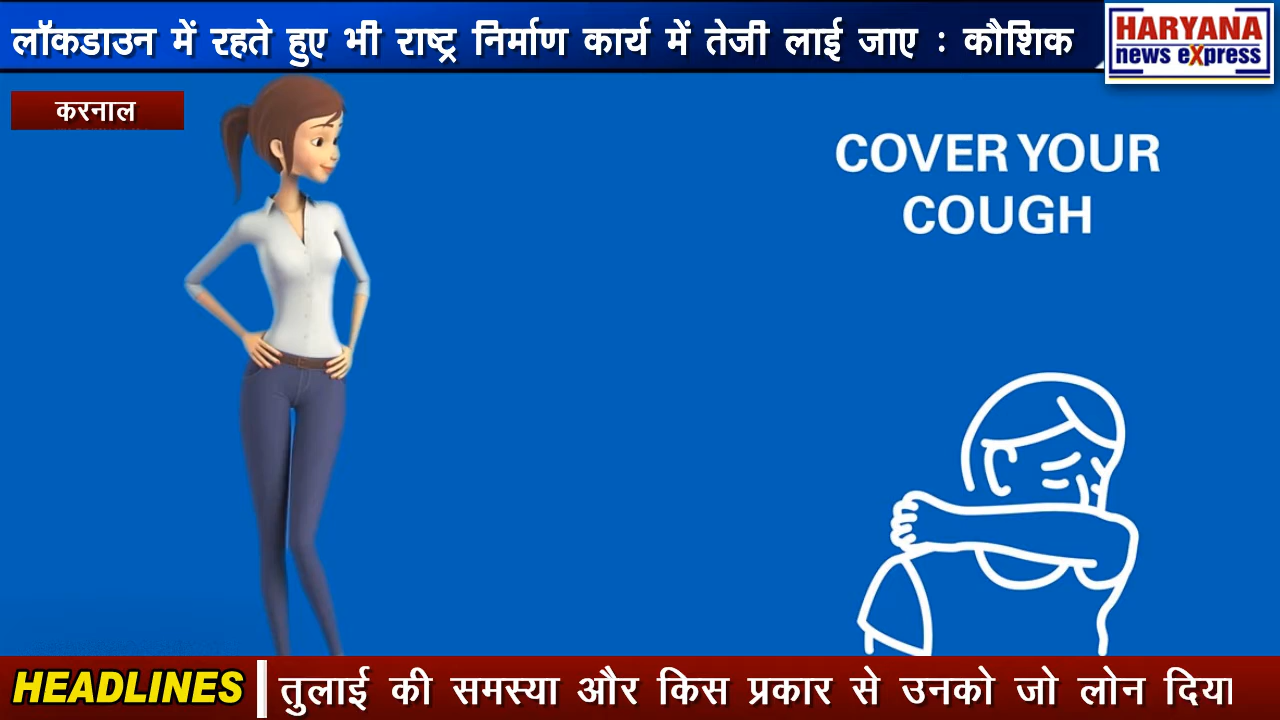 लॉकडाउन में रहते हुए भी राष्ट्र निर्माण कार्य में तेजी लाई जाए : कौशिक
HARYANA
news express
करनाल
COVER YOUR
COUGH
HEADLINES
तुलाई की समस्या और किस प्रकार से उनको जो लोन दिया